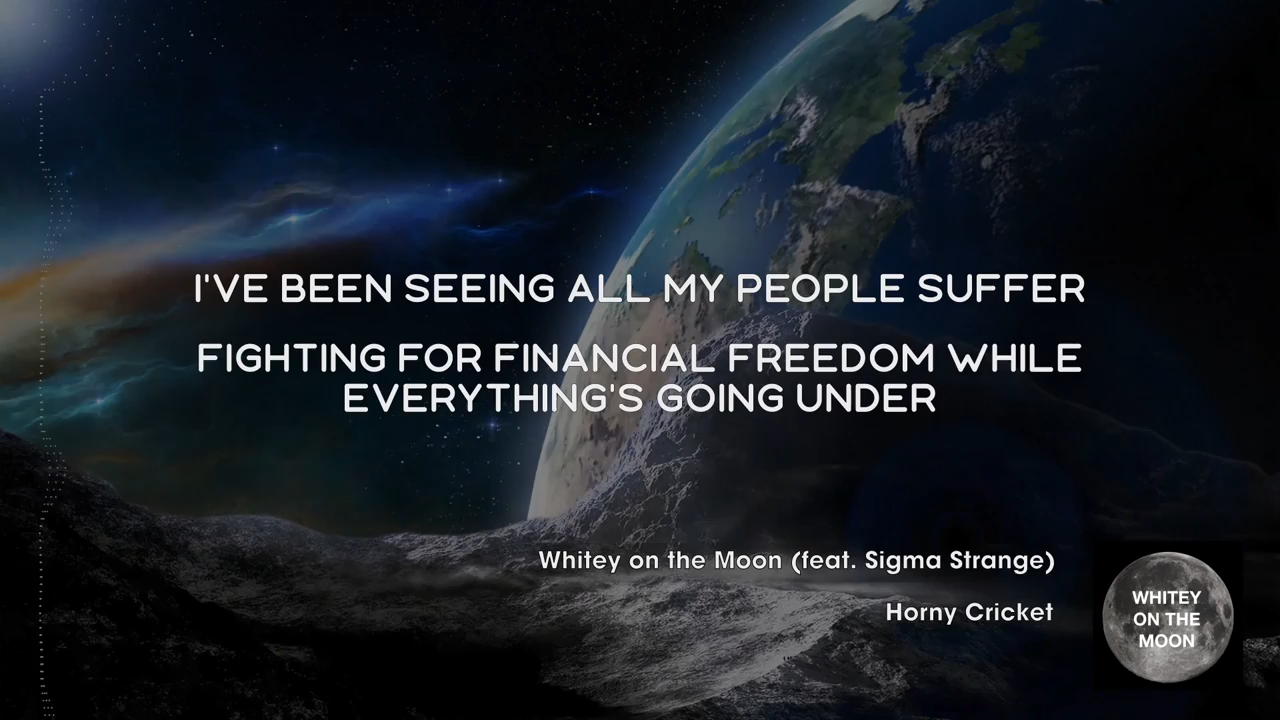 I'VE BEEN SEEING ALL MY PEOPLE SUFFER
FIGHTING FOR FINANCIAL FREEDOM WHILE
EVERYTHING'S GOING UNDER
Whitey on the Moon (feat. Sigma Strange)
Horny Cricket
WHITEY
ON THE
MOON